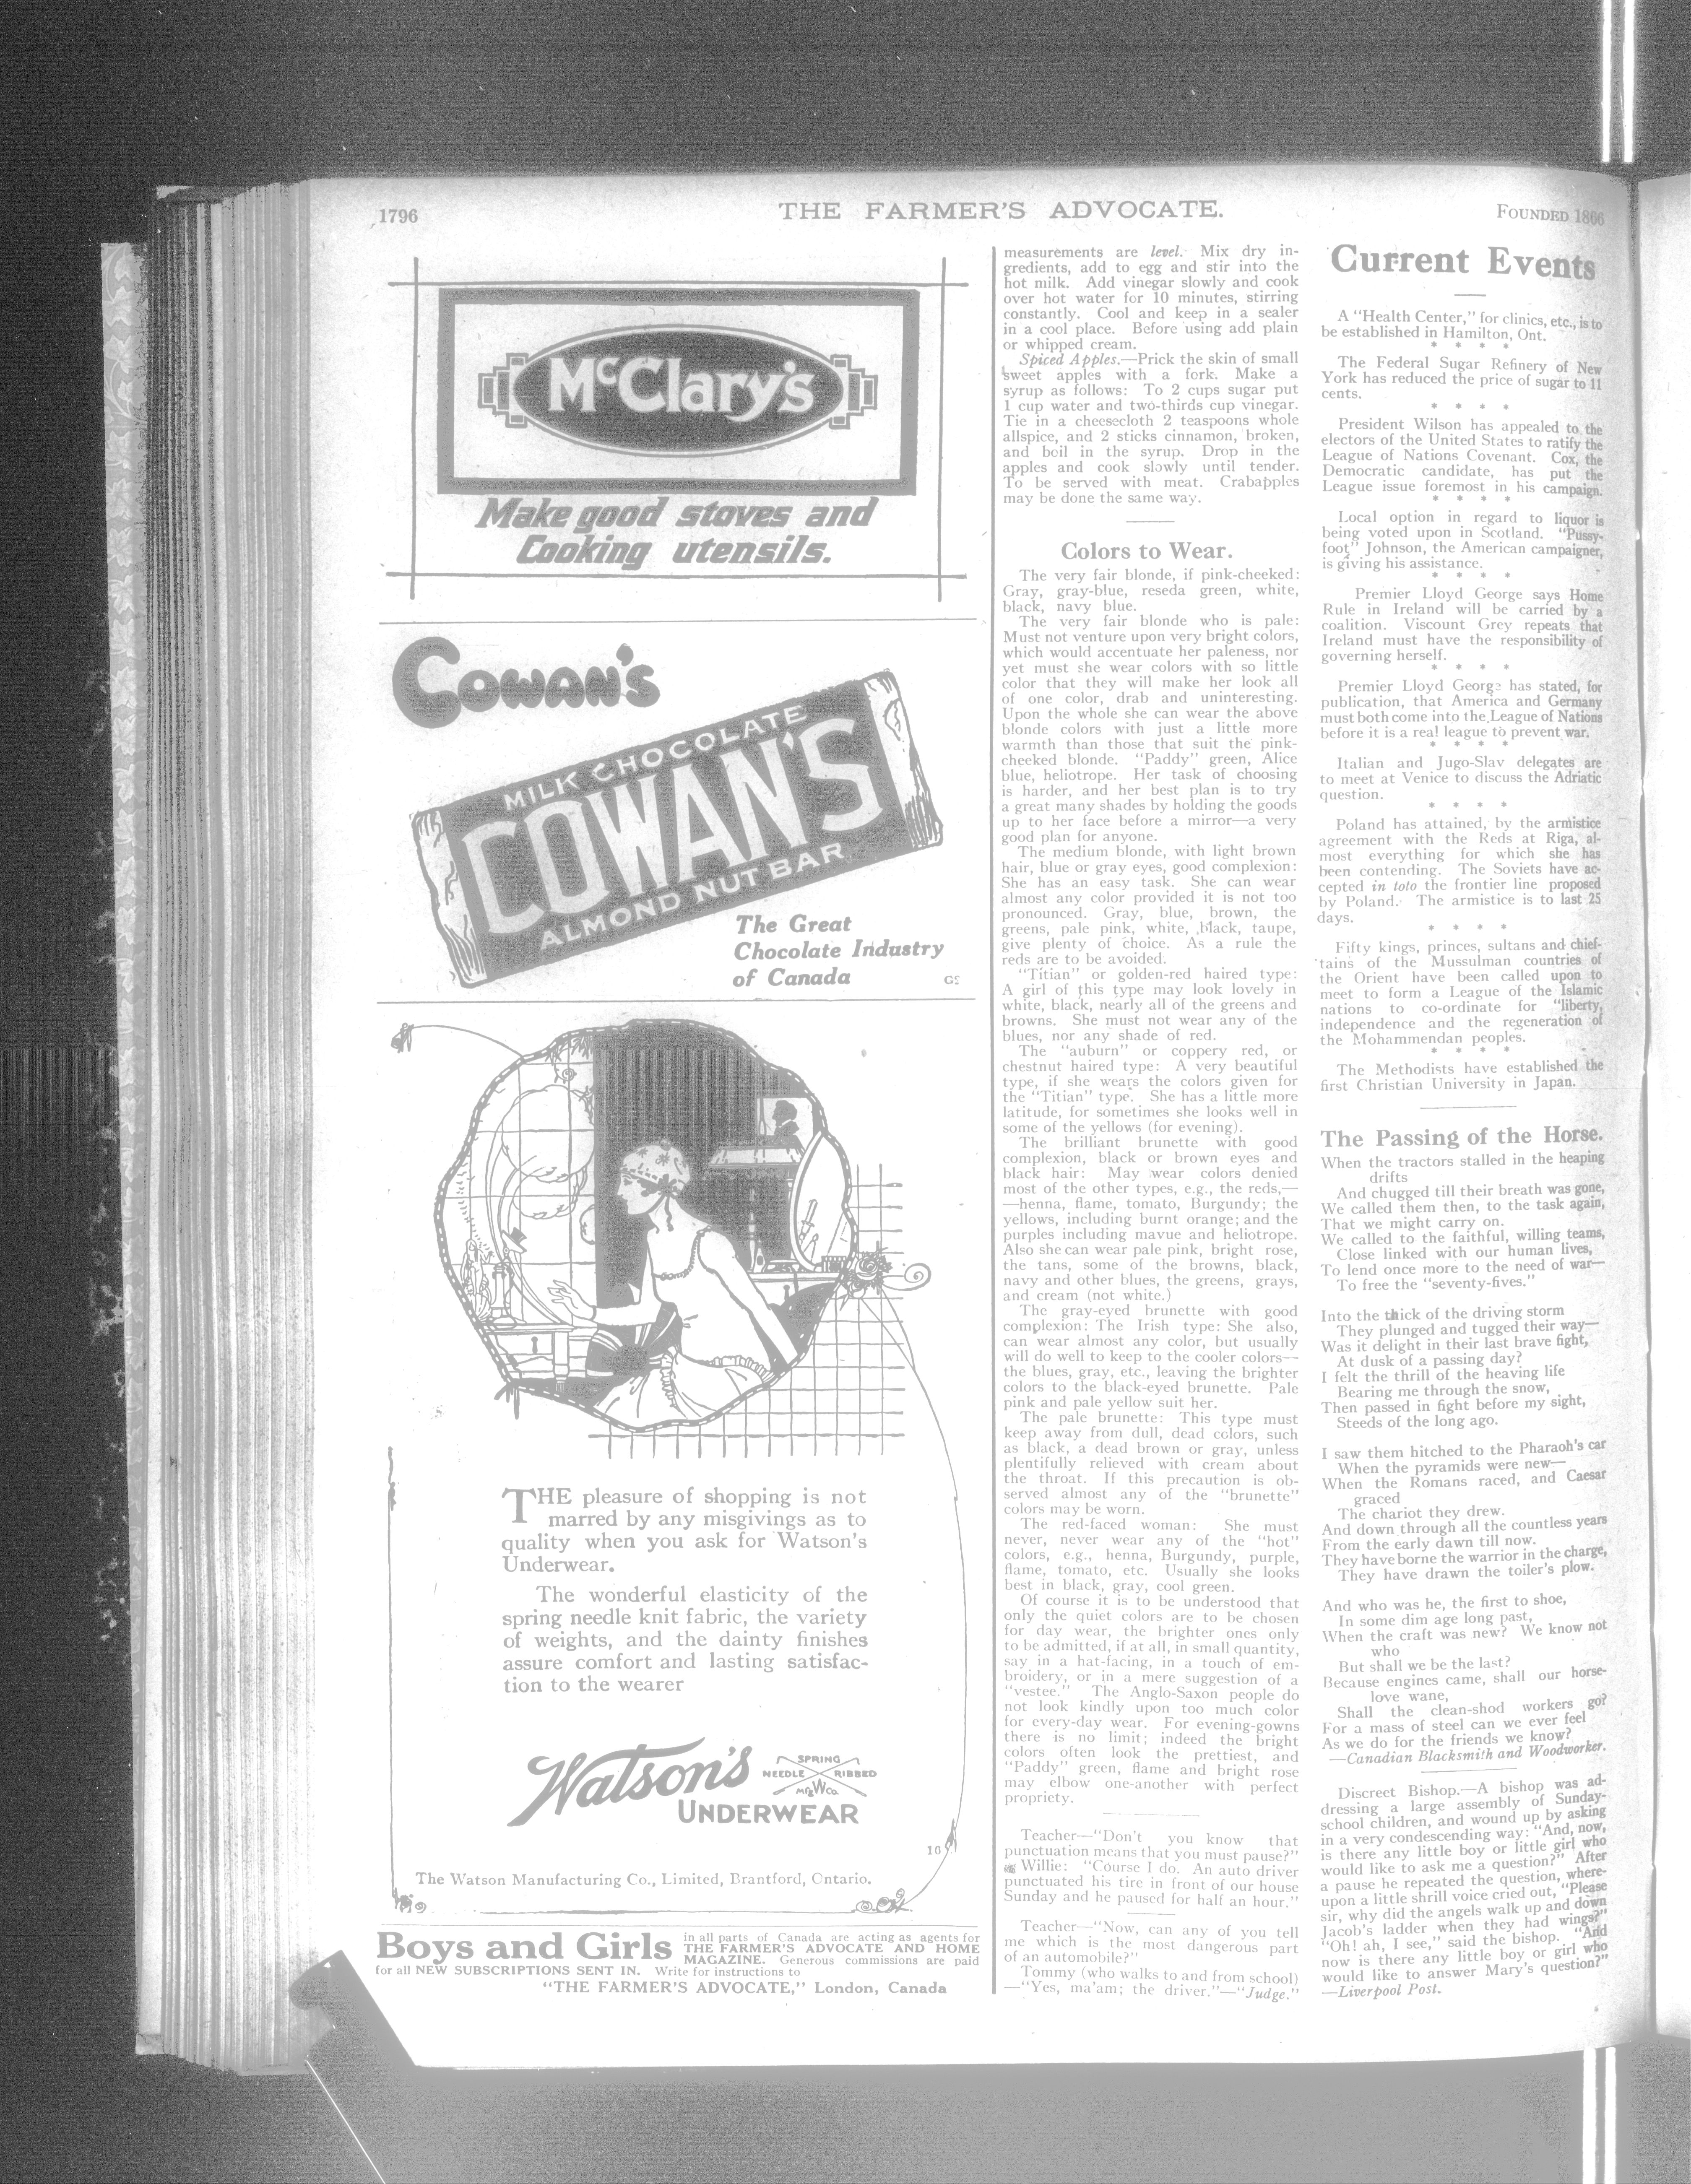 1796
THE FARMER'S ADVOCATE.
FOUNDED 1866
McClary's
Make good stoves and
Cooking utensils.
COWAN'S
MILK CHOCOLATE
COWAN'S
ALMOND NUT BAR
The Great
Chocolate Industry
of Canada
THE pleasure of shopping is not
marred by any misgivings as to
quality when you ask for Watson's
Underwear.
The wonderful elasticity of the
spring needle knit fabric, the variety
of weights, and the dainty finishes
assure comfort and lasting satisfac-
tion to the wearer
Watson's
SPRING
NEEDLE RIBBED
UNDERWEAR
16
The Watson Manufacturing Co., Limited, Brantford, Ontario.
Boys and Girls
in all parts of Canada are acting as agents for
THE FARMER'S ADVOCATE AND HOME
MAGAZINE. Generous commissions are paid
for all NEW SUBSCRIPTIONS SENT IN. Write for instructions to
"THE FARMER'S ADVOCATE," London, Canada
measurements are level. Mix dry in-
gredients, add to egg and stir into the
hot milk. Add vinegar slowly and cook
over hot water for 10 minutes, stirring
constantly. Cool and keep in a sealer
in a cool place. Before using add plain
or whipped cream.
Spiced Apples.—Prick the skin of small
sweet apples with a fork. Make a
syrup as follows: To 2 cups sugar put
1 cup water and two-thirds cup vinegar.
Tie in a cheesecloth 2 teaspoons whole
allspice, and 2 sticks cinnamon, broken,
and boil in the syrup. Drop in the
apples and cook slowly until tender.
To be served with meat. Crabapples
may be done the same way.
Colors to Wear.
The very fair blonde, if pink-cheeked:
Gray, gray-blue, reseda green, white,
black, navy blue.
The very fair blonde who is pale:
Must not venture upon very bright colors,
which would accentuate her paleness, nor
yet must she wear colors with so little
color that they will make her look all
of one color, drab and uninteresting.
Upon the whole she can wear the above
blonde colors with just a little more
warmth than those that suit the pink-
cheeked blonde. "Paddy" green, Alice
blue, heliotrope. Her task of choosing
is harder, and her best plan is to try
a great many shades by holding the goods
up to her face before a mirror—a very
good plan for anyone.
The medium blonde, with light brown
hair, blue or gray eyes, good complexion:
She has an easy task. She can wear
almost any color provided it is not too
pronounced. Gray, blue, brown, the
greens, pale pink, white, black, taupe,
give plenty of choice. As a rule the
reds are to be avoided.
"Titian" or golden-red haired type:
A girl of this type may look lovely in
white, black, nearly all of the greens and
browns. She must not wear any of the
blues, nor any shade of red.
The "auburn" or coppery red, or
chestnut haired type: A very beautiful
type, if she wears the colors given for
the "Titian" type. She has a little more
latitude, for sometimes she looks well in
some of the yellows (for evening).
The brilliant brunette with good
complexion, black or brown eyes and
black hair: May wear colors denied
most of the other types, e.g., the reds,—
—henna, flame, tomato, Burgundy; the
yellows, including burnt orange; and the
purples including mavue and heliotrope.
Also she can wear pale pink, bright rose,
the tans, some of the browns, black,
navy and other blues, the greens, grays,
and cream (not white.)
The gray-eyed brunette with good
complexion: The Irish type: She also,
can wear almost any color, but usually
will do well to keep to the cooler colors—
the blues, gray, etc., leaving the brighter
colors to the black-eyed brunette. Pale
pink and pale yellow suit her.
The pale brunette: This type must
keep away from dull, dead colors, such
as black, a dead brown or gray, unless
plentifully relieved with cream about
the throat. If this precaution is ob-
served almost any of the "brunette"
colors may be worn.
The red-faced woman: She must
never, never wear any of the "hot"
colors, e.g., henna, Burgundy, purple,
flame, tomato, etc. Usually she looks
best in black, gray, cool green.
Of course it is to be understood that
only the quiet colors are to be chosen
for day wear, the brighter ones only
to be admitted, if at all, in small quantity,
say in a hat-facing, in a touch of em-
broidery, or in a mere suggestion of a
"vestee." The Anglo-Saxon people do
not look kindly upon too much color
for every-day wear. For evening-gowns
there is no limit; indeed the bright
colors often look the prettiest, and
"Paddy" green, flame and bright rose
may elbow one-another with perfect
propriety.
Teacher—"Don't you know that
punctuation means that you must pause?"
Willie: "Course I do. An auto driver
punctuated his tire in front of our house
Sunday and he paused for half an hour."
Teacher—"Now, can any of you tell
me which is the most dangerous part
of an automobile?"
Tommy (who walks to and from school)
—"Yes, ma'am; the driver."—"Judge."
Current Events
A "Health Center," for clinics, etc., is to
be established in Hamilton, Ont.
* * * *
The Federal Sugar Refinery of New
York has reduced the price of sugar to 11
cents.
* * * *
President Wilson has appealed to the
electors of the United States to ratify the
League of Nations Covenant. Cox, the
Democratic candidate, has put the
League issue foremost in his campaign.
* * * *
Local option in regard to liquor is
being voted upon in Scotland. "Pussy-
foot" Johnson, the American campaigner,
is giving his assistance.
* * * *
Premier Lloyd George says Home
Rule in Ireland will be carried by a
coalition. Viscount Grey repeats that
Ireland must have the responsibility of
governing herself.
* * * *
Premier Lloyd George has stated, for
publication, that America and Germany
must both come into the League of Nations
before it is a real league to prevent war.
* * * *
Italian and Jugo-Slav delegates are
to meet at Venice to discuss the Adriatic
question.
* * * *
Poland has attained, by the armistice
agreement with the Reds at Riga, al-
most everything for which she has
been contending. The Soviets have ac-
cepted in toto the frontier line proposed
by Poland. The armistice is to last 25
days.
* * * *
Fifty kings, princes, sultans and chief-
tains of the Mussulman countries of
the Orient have been called upon to
meet to form a League of the Islamic
nations to co-ordinate for "liberty,
independence and the regeneration of
the Mohammendan peoples.
* * * *
The Methodists have established the
first Christian University in Japan.
The Passing of the Horse.
When the tractors stalled in the heaping
drifts
And chugged till their breath was gone,
We called them then, to the task again,
That we might carry on.
We called to the faithful, willing teams,
Close linked with our human lives,
To lend once more to the need of war—
To free the "seventy-fives."
Into the thick of the driving storm
They plunged and tugged their way—
Was it delight in their last brave fight,
At dusk of a passing day?
I felt the thrill of the heaving life
Bearing me through the snow,
Then passed in fight before my sight,
Steeds of the long ago.
I saw them hitched to the Pharaoh's car
When the pyramids were new—
When the Romans raced, and Caesar
graced
The chariot they drew.
And down through all the countless years
From the early dawn till now.
They have borne the warrior in the charge,
They have drawn the toiler's plow.
And who was he, the first to shoe,
In some dim age long past,
When the craft was new? We know not
who
But shall we be the last?
Because engines came, shall our horse-
love wane,
Shall the clean-shod workers go?
For a mass of steel can we ever feel
As we do for the friends we know?
—Canadian Blacksmith and Woodworker.
Discreet Bishop.—A bishop was ad-
dressing a large assembly of Sunday-
school children, and wound up by asking
in a very condescending way: "And, now,
is there any little boy or little girl who
would like to ask me a question?" After
a pause he repeated the question, where-
upon a little shrill voice cried out, "Please
sir, why did the angels walk up and down
Jacob's ladder when they had wings?"
"Oh! ah, I see," said the bishop. "And
now is there any little boy or girl who
would like to answer Mary's question?"
—Liverpool Post.